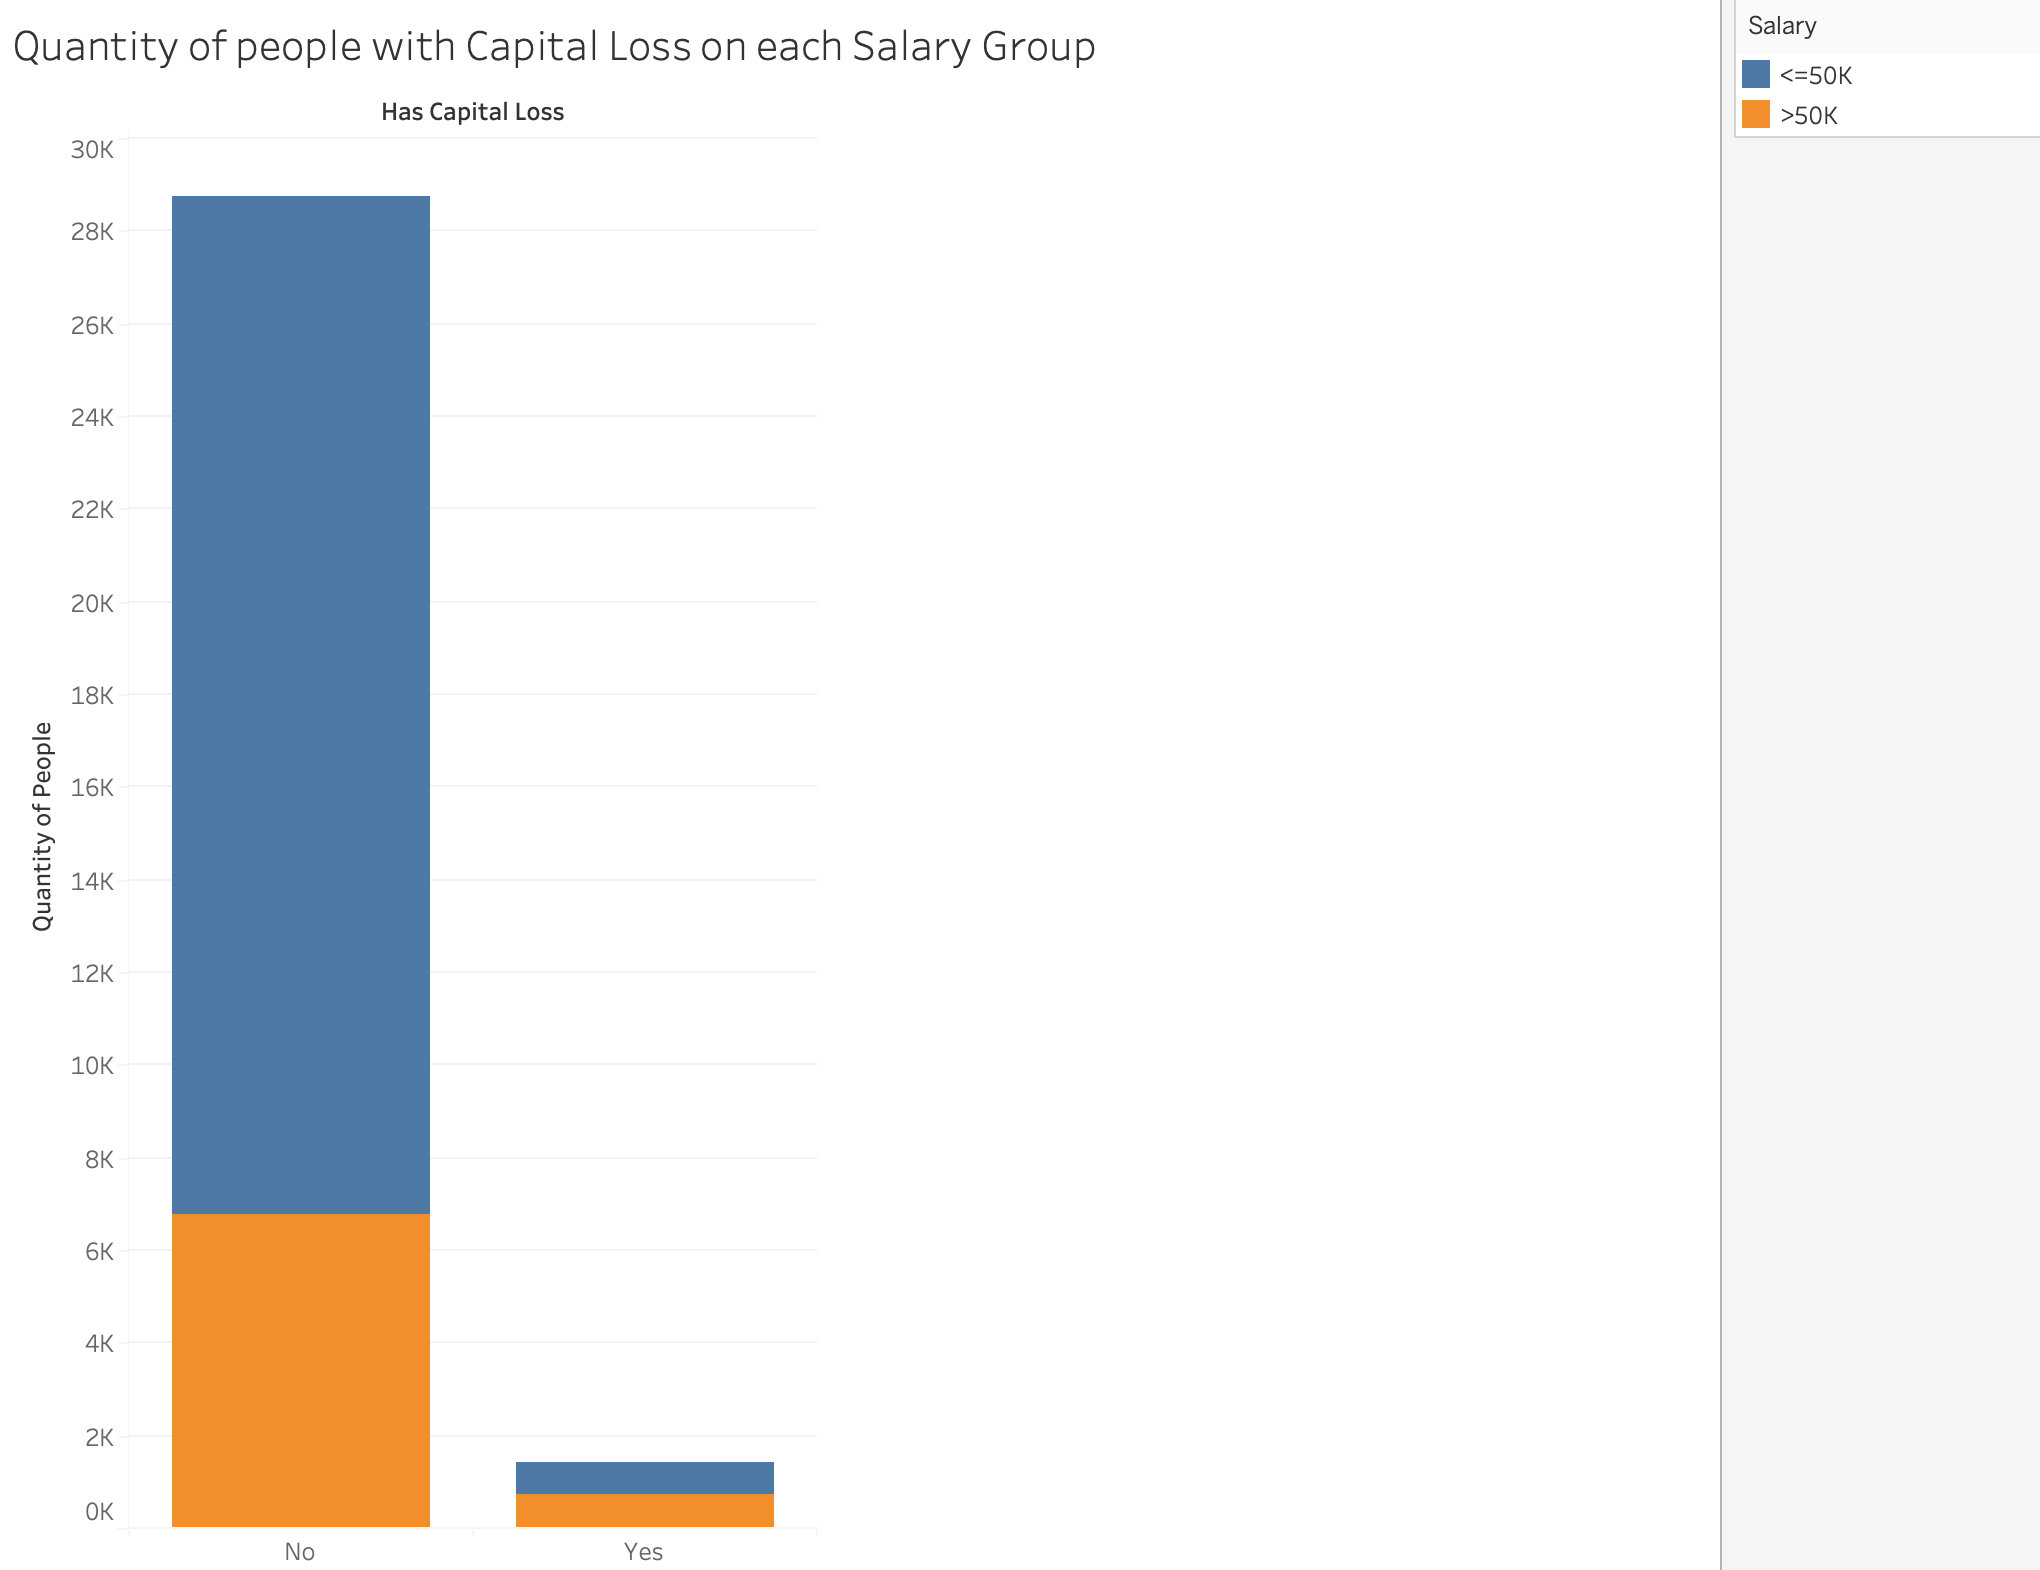 Quantity of people with Capital Loss on each Salary Group
Has Capital Loss
30K
28K
26K
24K
22K
20K
18K
16K
14K
12K
10K
8K
6K
4K
2K
0K
Quantity of People
No Yes
Salary
<=50K
>50K